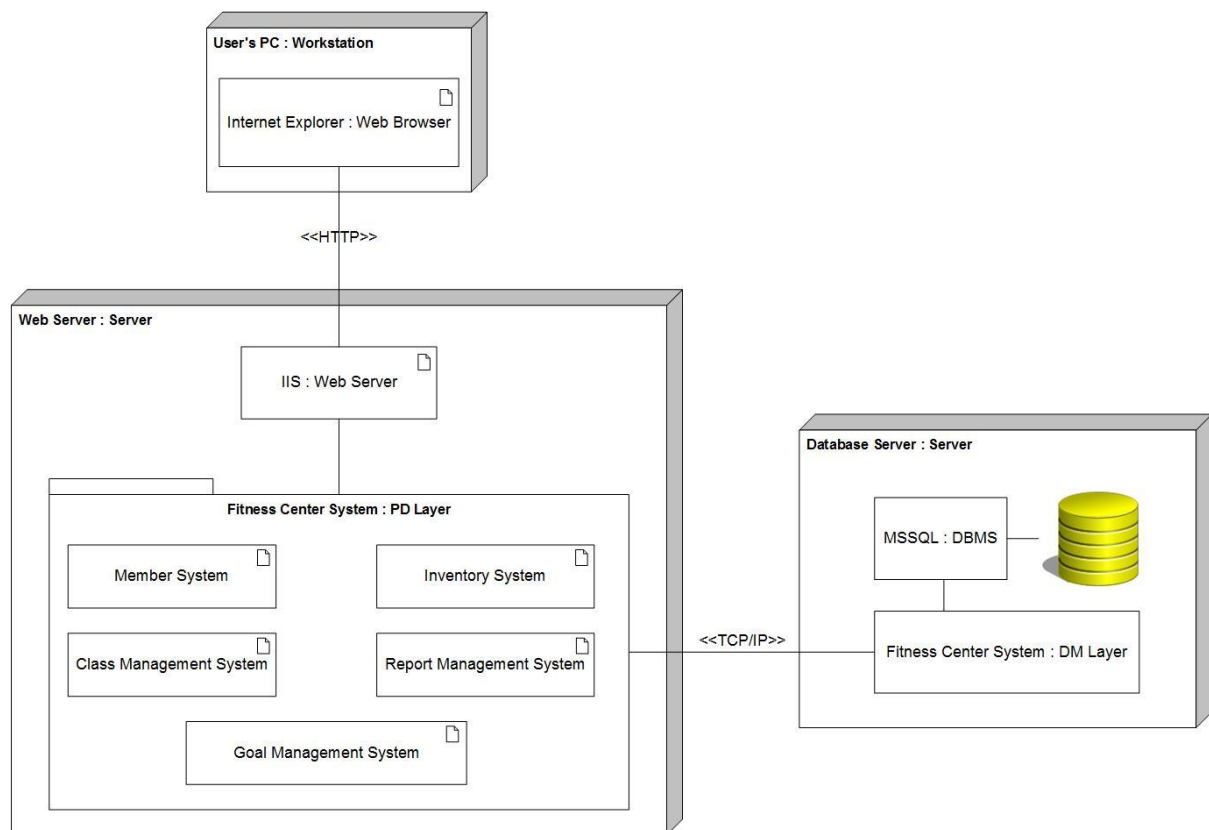 User's PC : Workstation
Internet Explorer : Web Browser
<<HTTP>>
Web Server : Server
IIS : Web Server
Fitness Center System : PD Layer
Member System
Inventory System
Class Management System
Report Management System
Goal Management System
<<TCP/IP>>
Database Server : Server
MSSQL : DBMS
Fitness Center System : DM Layer